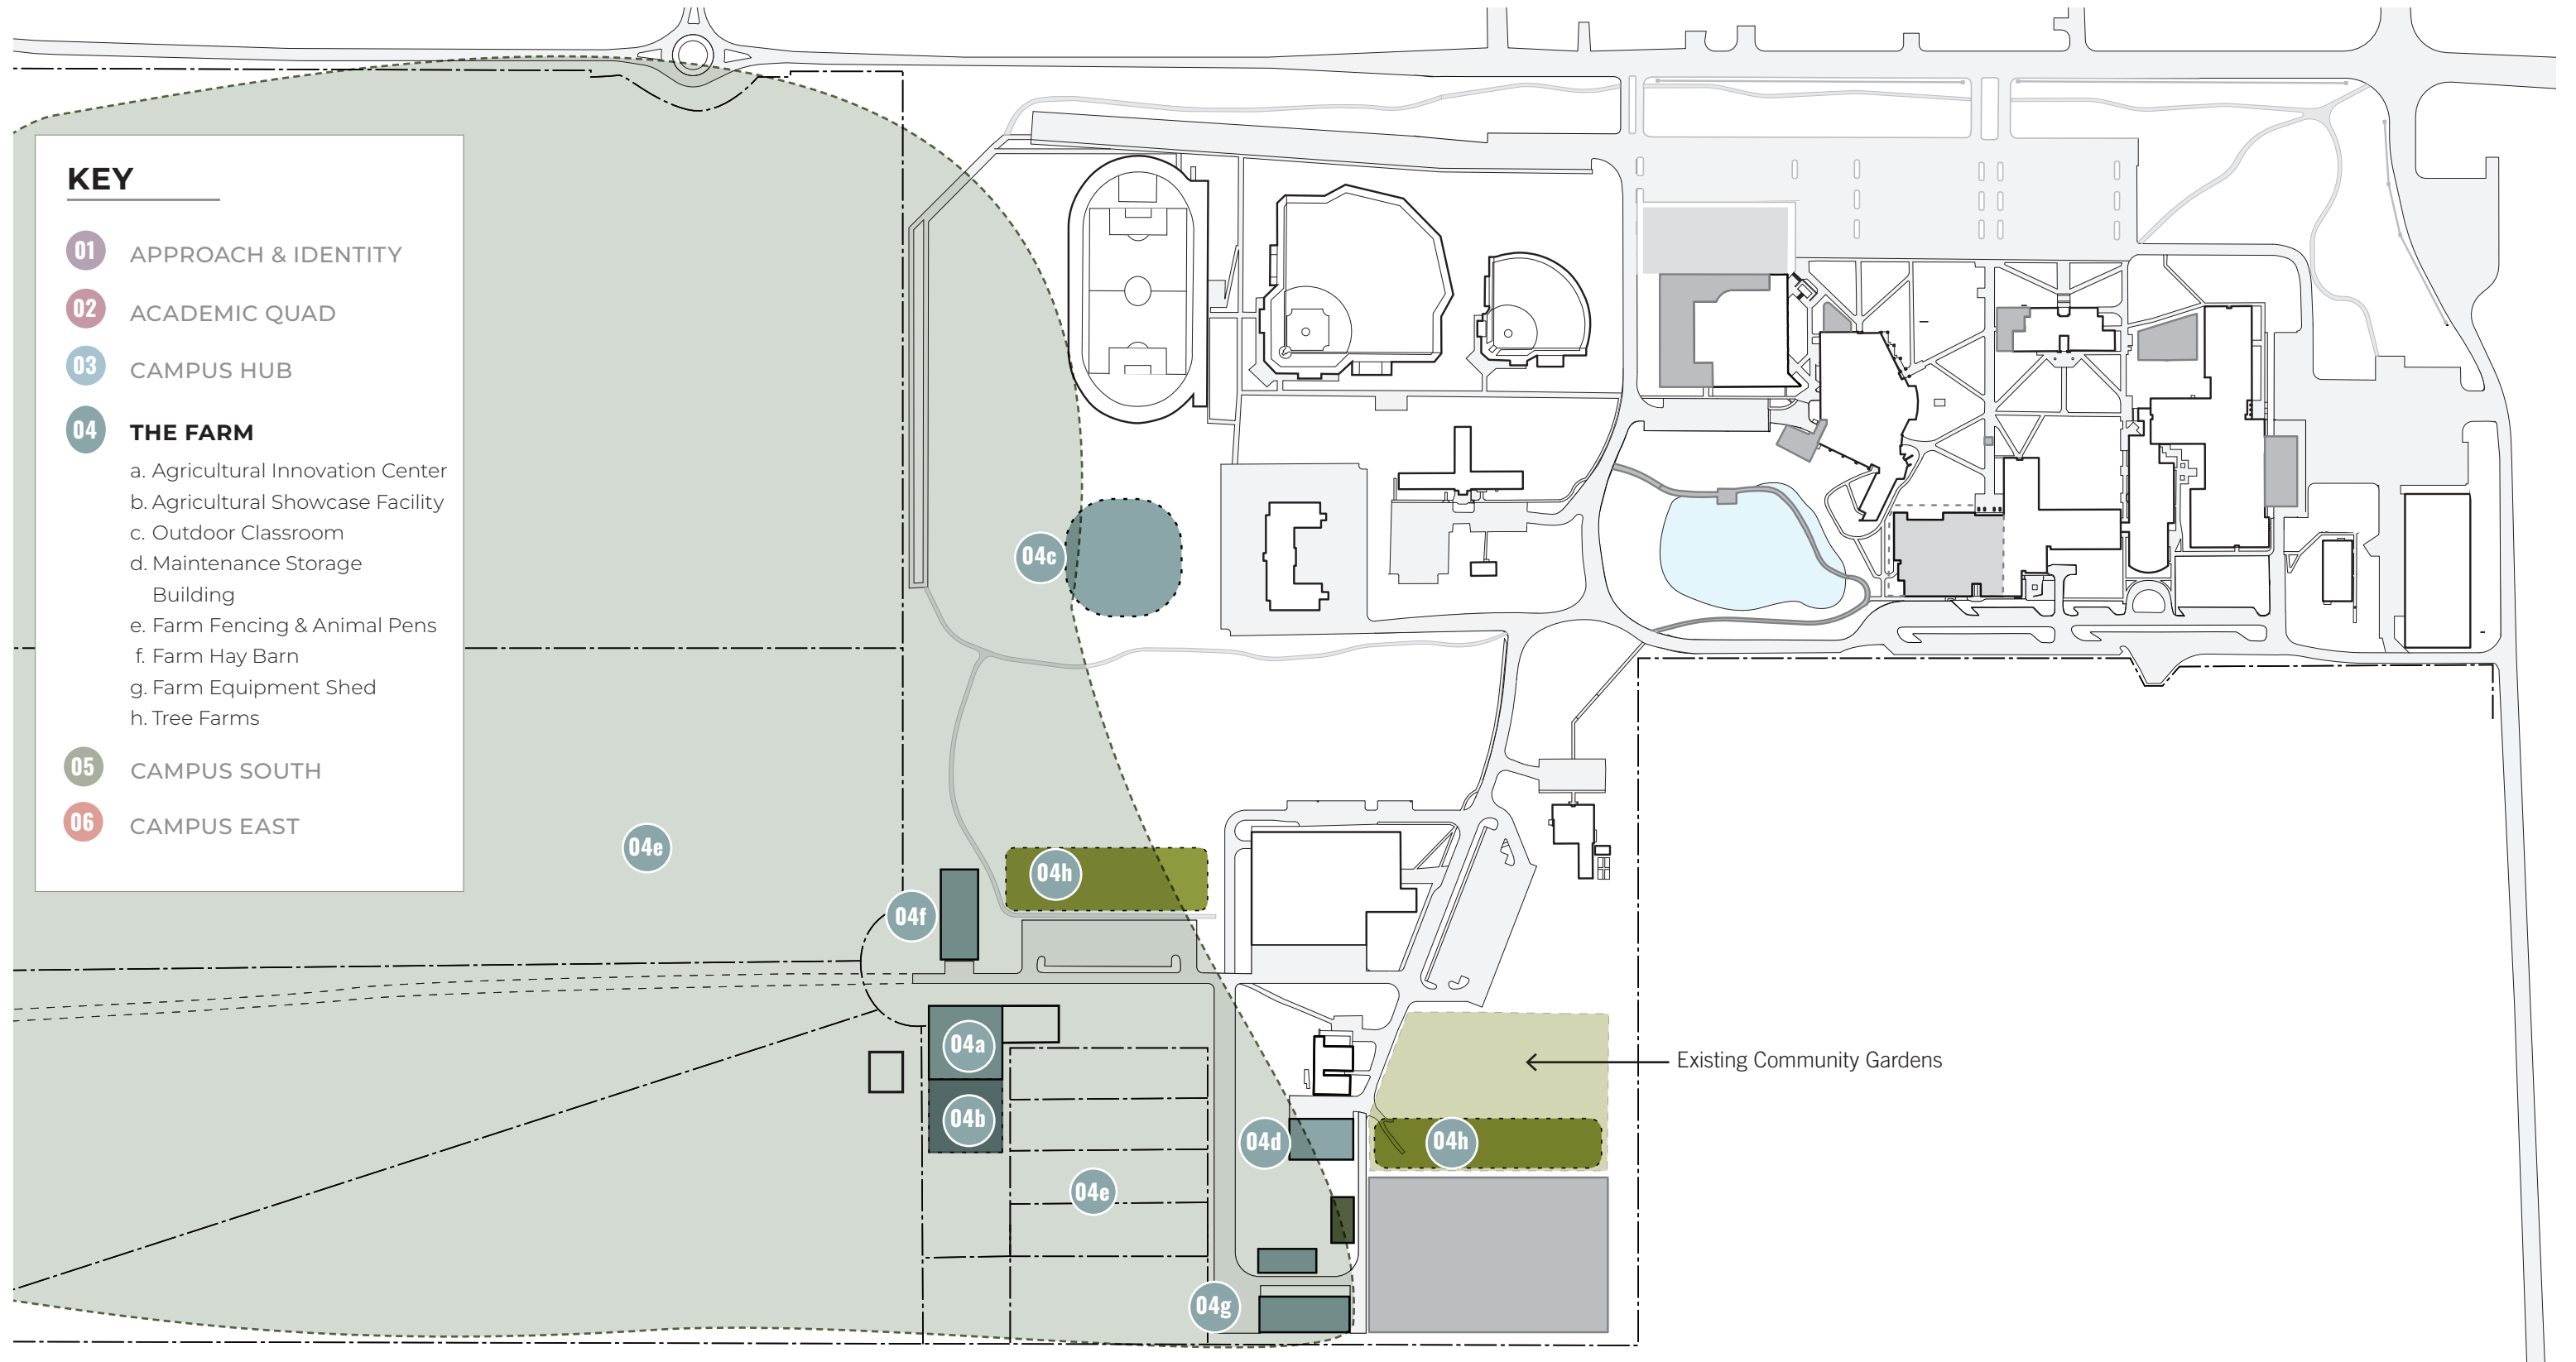 KEY
01 APPROACH & IDENTITY
02 ACADEMIC QUAD
03 CAMPUS HUB
04 THE FARM
a. Agricultural Innovation Center
b. Agricultural Showcase Facility
c. Outdoor Classroom
d. Maintenance Storage
Building
e. Farm Fencing & Animal Pens
f. Farm Hay Barn
g. Farm Equipment Shed
h. Tree Farms
05 CAMPUS SOUTH
06 CAMPUS EAST
04c
04e
04h
04f
04a
Existing Community Gardens
04b
04d
04h
04e
04g